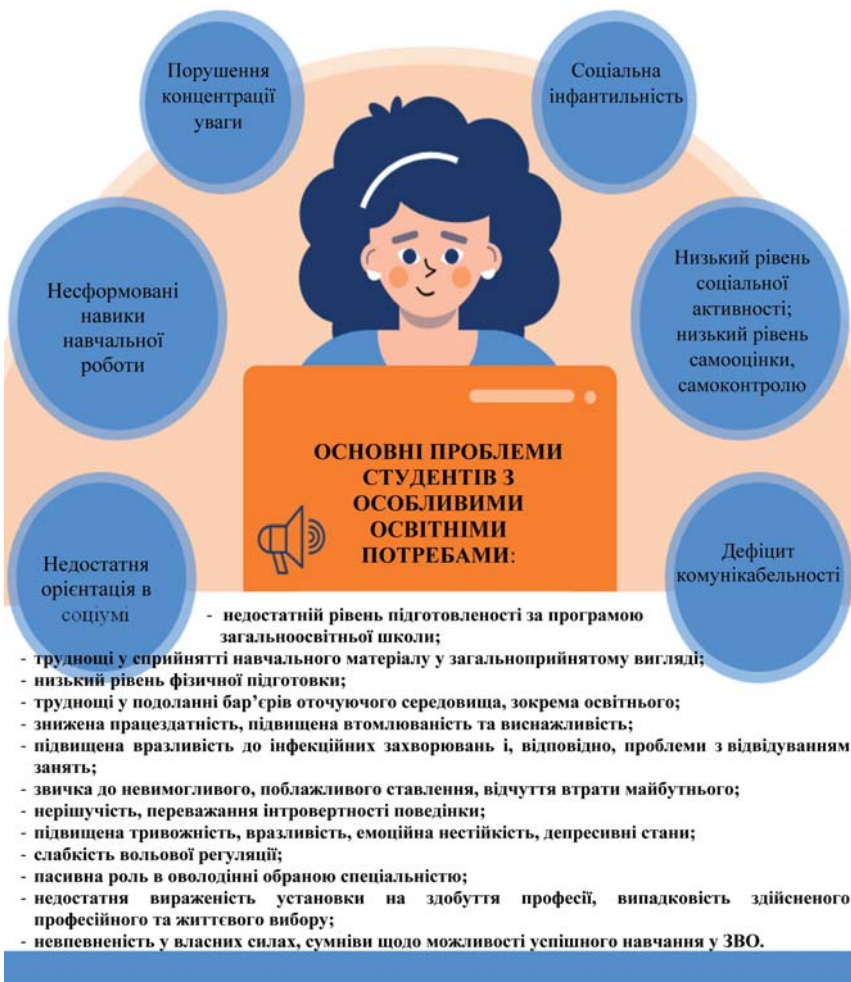 Порушення
концентрації
уваги
Соціальна
інфантильність
Несформовані
навики
навчальної
роботи
Низький рівень
соціальної
активності;
низький рівень
самооцінки,
самоконтролю
Недостатня
орієнтація в
соціумі
Дефіцит
комунікабельності
ОСНОВНІ ПРОБЛЕМИ
СТУДЕНТІВ З
ОСОБЛИВИМИ
ОСВІТНІМИ
ПОТРЕБАМИ:
- недостатній рівень підготовленості за програмою
загальноосвітньої школи;
- труднощі у сприйнятті навчального матеріалу у загальноприйнятому вигляді;
- низький рівень фізичної підготовки;
- труднощі у подоланні бар’єрів оточуючого середовища, зокрема освітнього;
- знижена працездатність, підвищена втомлюваність та виснажливість;
- підвищена вразливість до інфекційних захворювань і, відповідно, проблеми з відвідуванням
занять;
- звичка до невимогливого, поблажливого ставлення, відчуття втрати майбутнього;
- нерішучість, переважання інтровертності поведінки;
- підвищена тривожність, вразливість, емоційна нестійкість, депресивні стани;
- слабкість вольової регуляції;
- пасивна роль в оволодінні обраною спеціальністю;
- недостатня вираженість установки на здобуття професії, випадковість здійсненого
професійного та життєвого вибору;
- невпевненість у власних силах, сумніви щодо можливості успішного навчання у ЗВО.